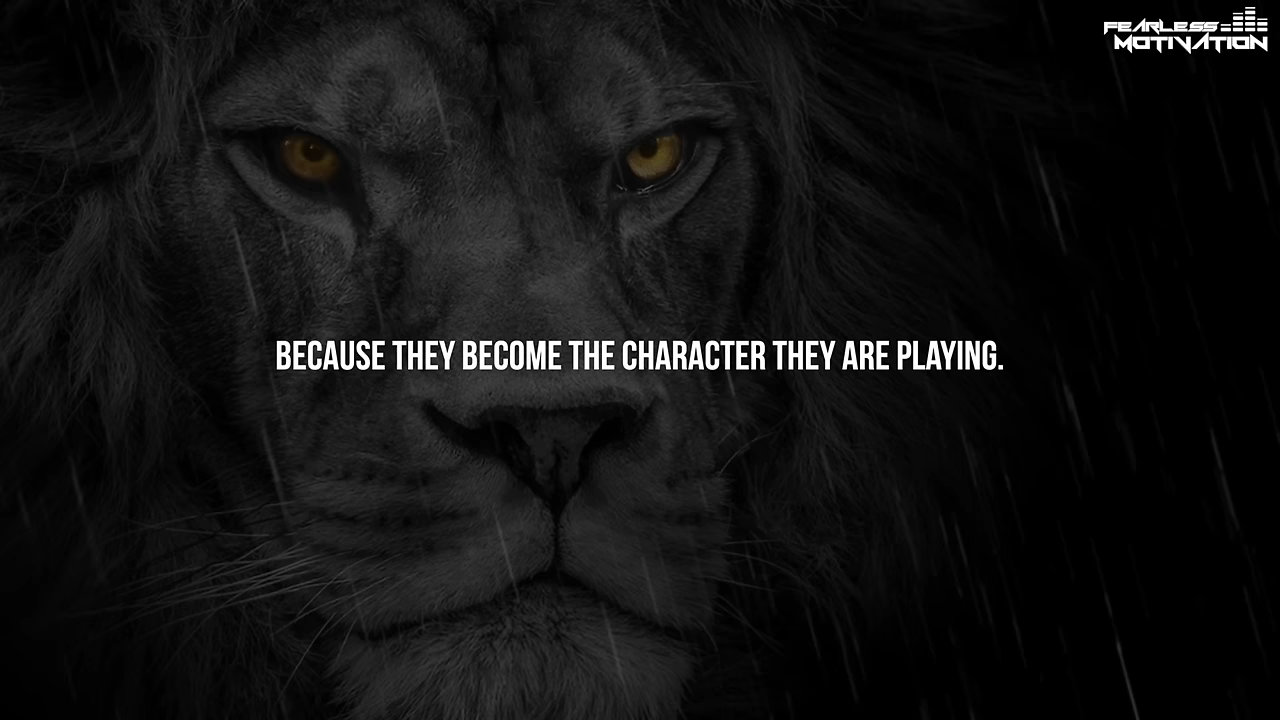 FEARLESS
MOTIVATION
BECAUSE THEY BECOME THE CHARACTER THEY ARE PLAYING.